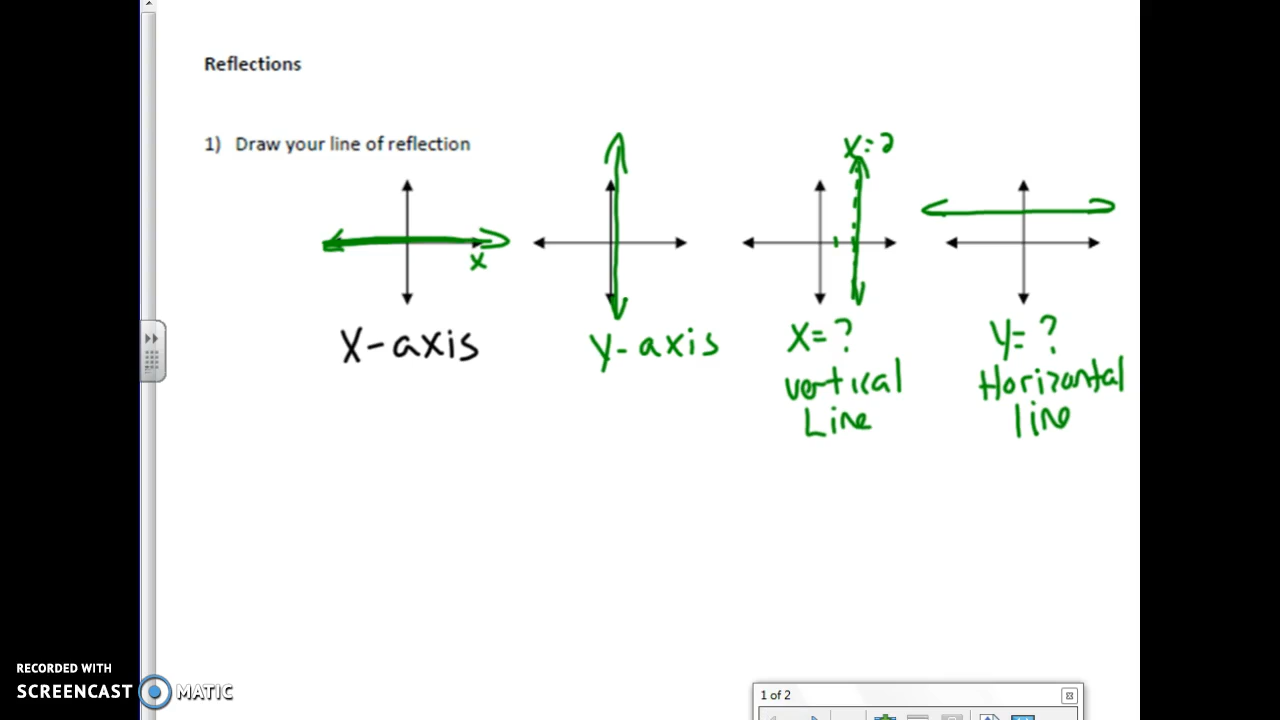 Reflections
1) Draw your line of reflection
x=2
x
X-axis
y-axis
X=?
vertical
Line
y=?
Horizontal
line
RECORDED WITH
SCREENCAST MATIC
1 of 2